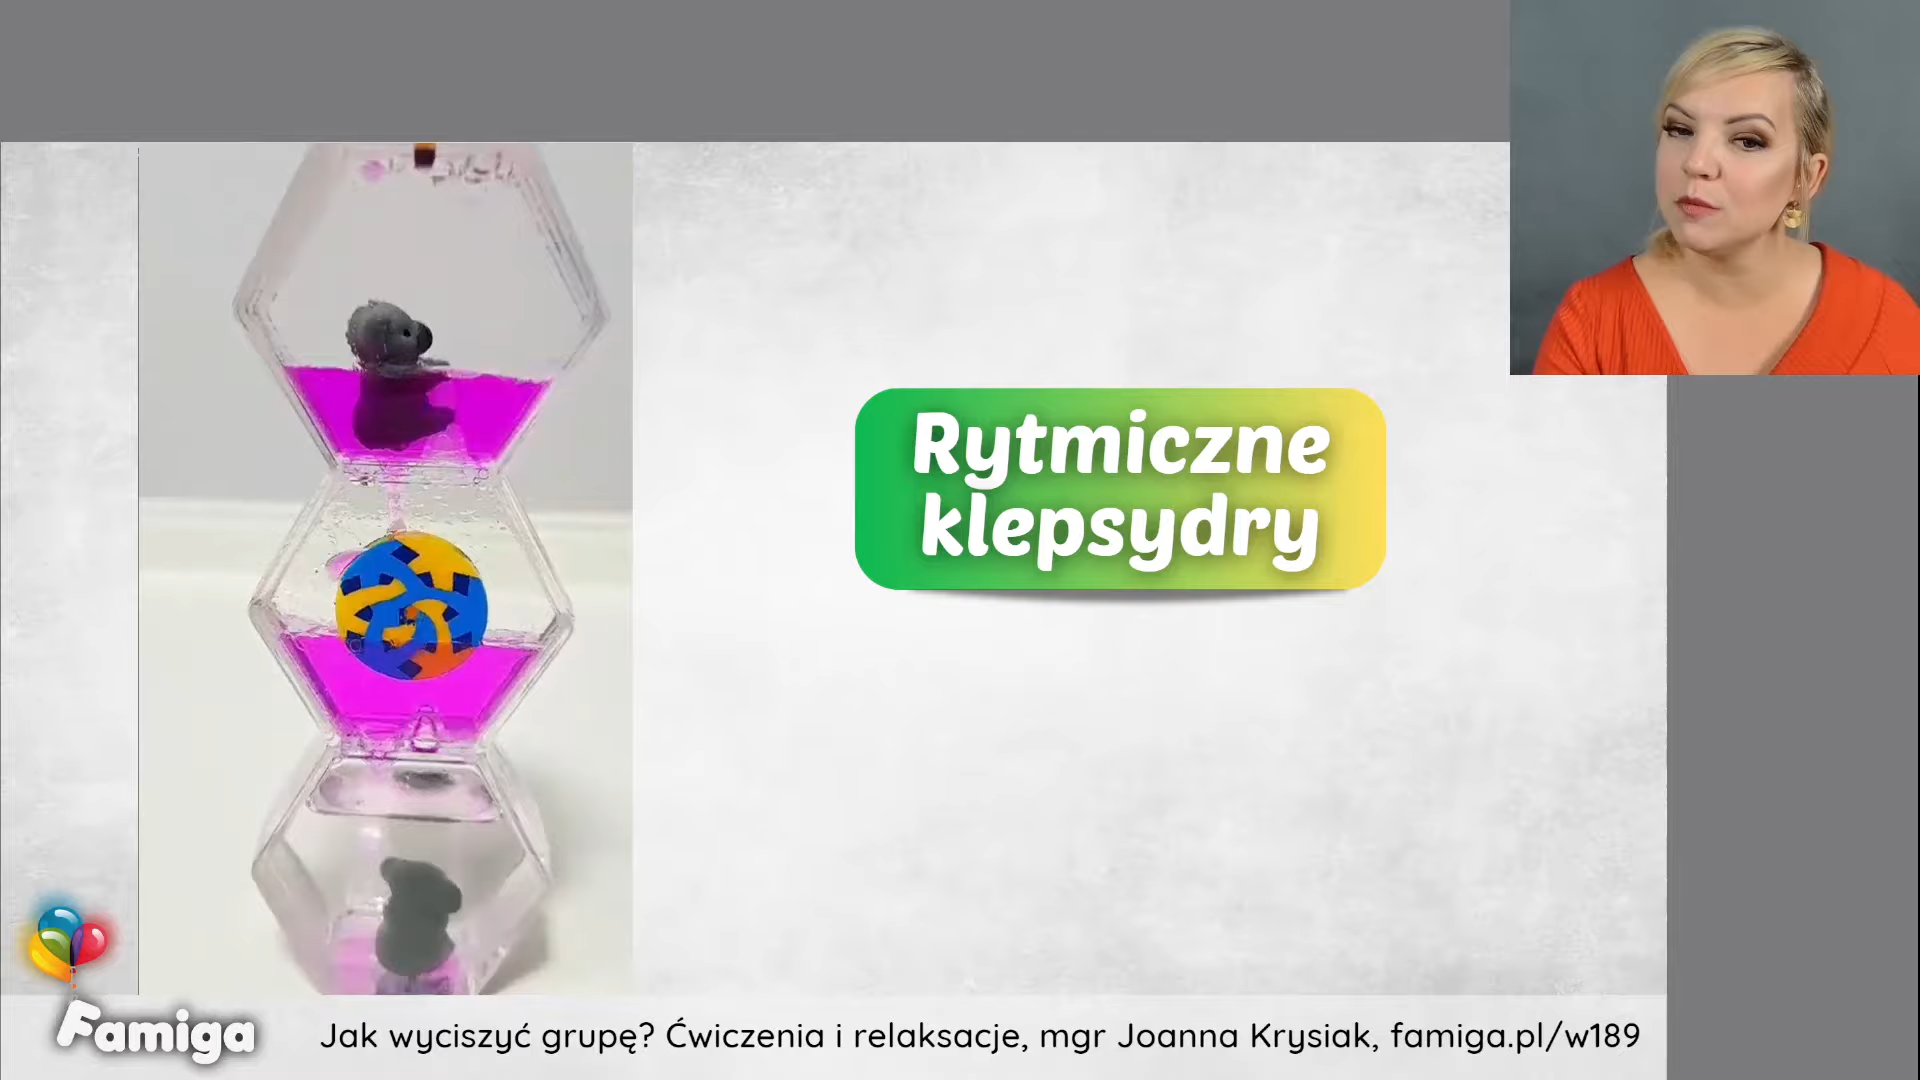 Rytmiczne
klepsydry
Famiga
Jak wyciszyć grupę? Ćwiczenia i relaksacje, mgr Joanna Krysiak, famiga.pl/w189